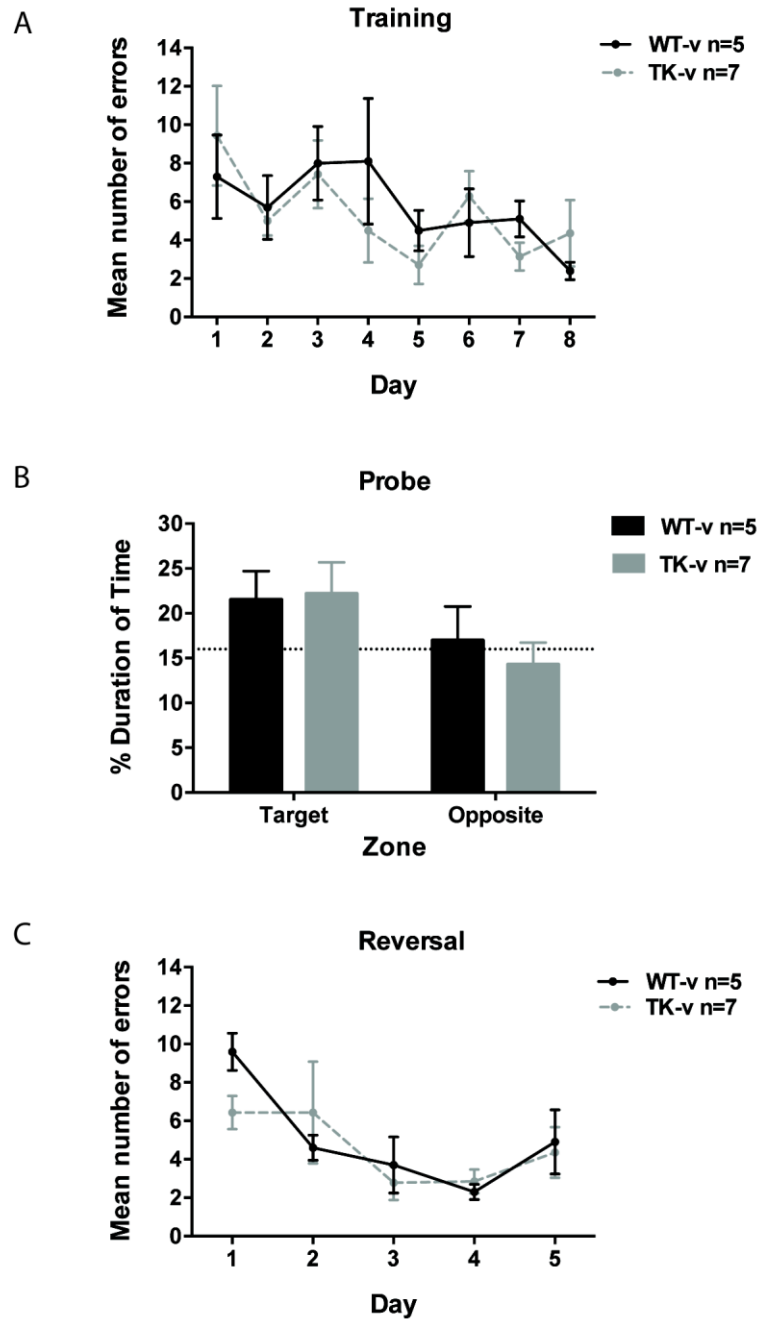 A
Training
WT-v n=5
TK-v n=7
Mean number of errors
14
12
10
8
6
4
2
0
1 2 3 4 5 6 7 8
Day
B
Probe
WT-v n=5
TK-v n=7
% Duration of Time
30
25
20
15
10
5
0
Target Opposite
Zone
C
Reversal
WT-v n=5
TK-v n=7
Mean number of errors
14
12
10
8
6
4
2
0
1 2 3 4 5
Day